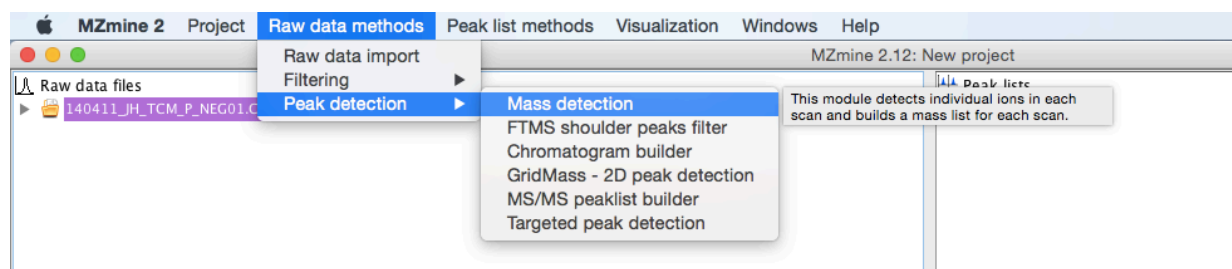 MZmine 2 Project Raw data methods Peak list methods Visualization Windows Help
MZmine 2.12: New project
Raw data files
140411_JH_TCM_P_NEG01.C
Raw data import
Filtering
Peak detection
Mass detection
FTMS shoulder peaks filter
Chromatogram builder
GridMass - 2D peak detection
MS/MS peaklist builder
Targeted peak detection
This module detects individual ions in each
scan and builds a mass list for each scan.
Peak lists